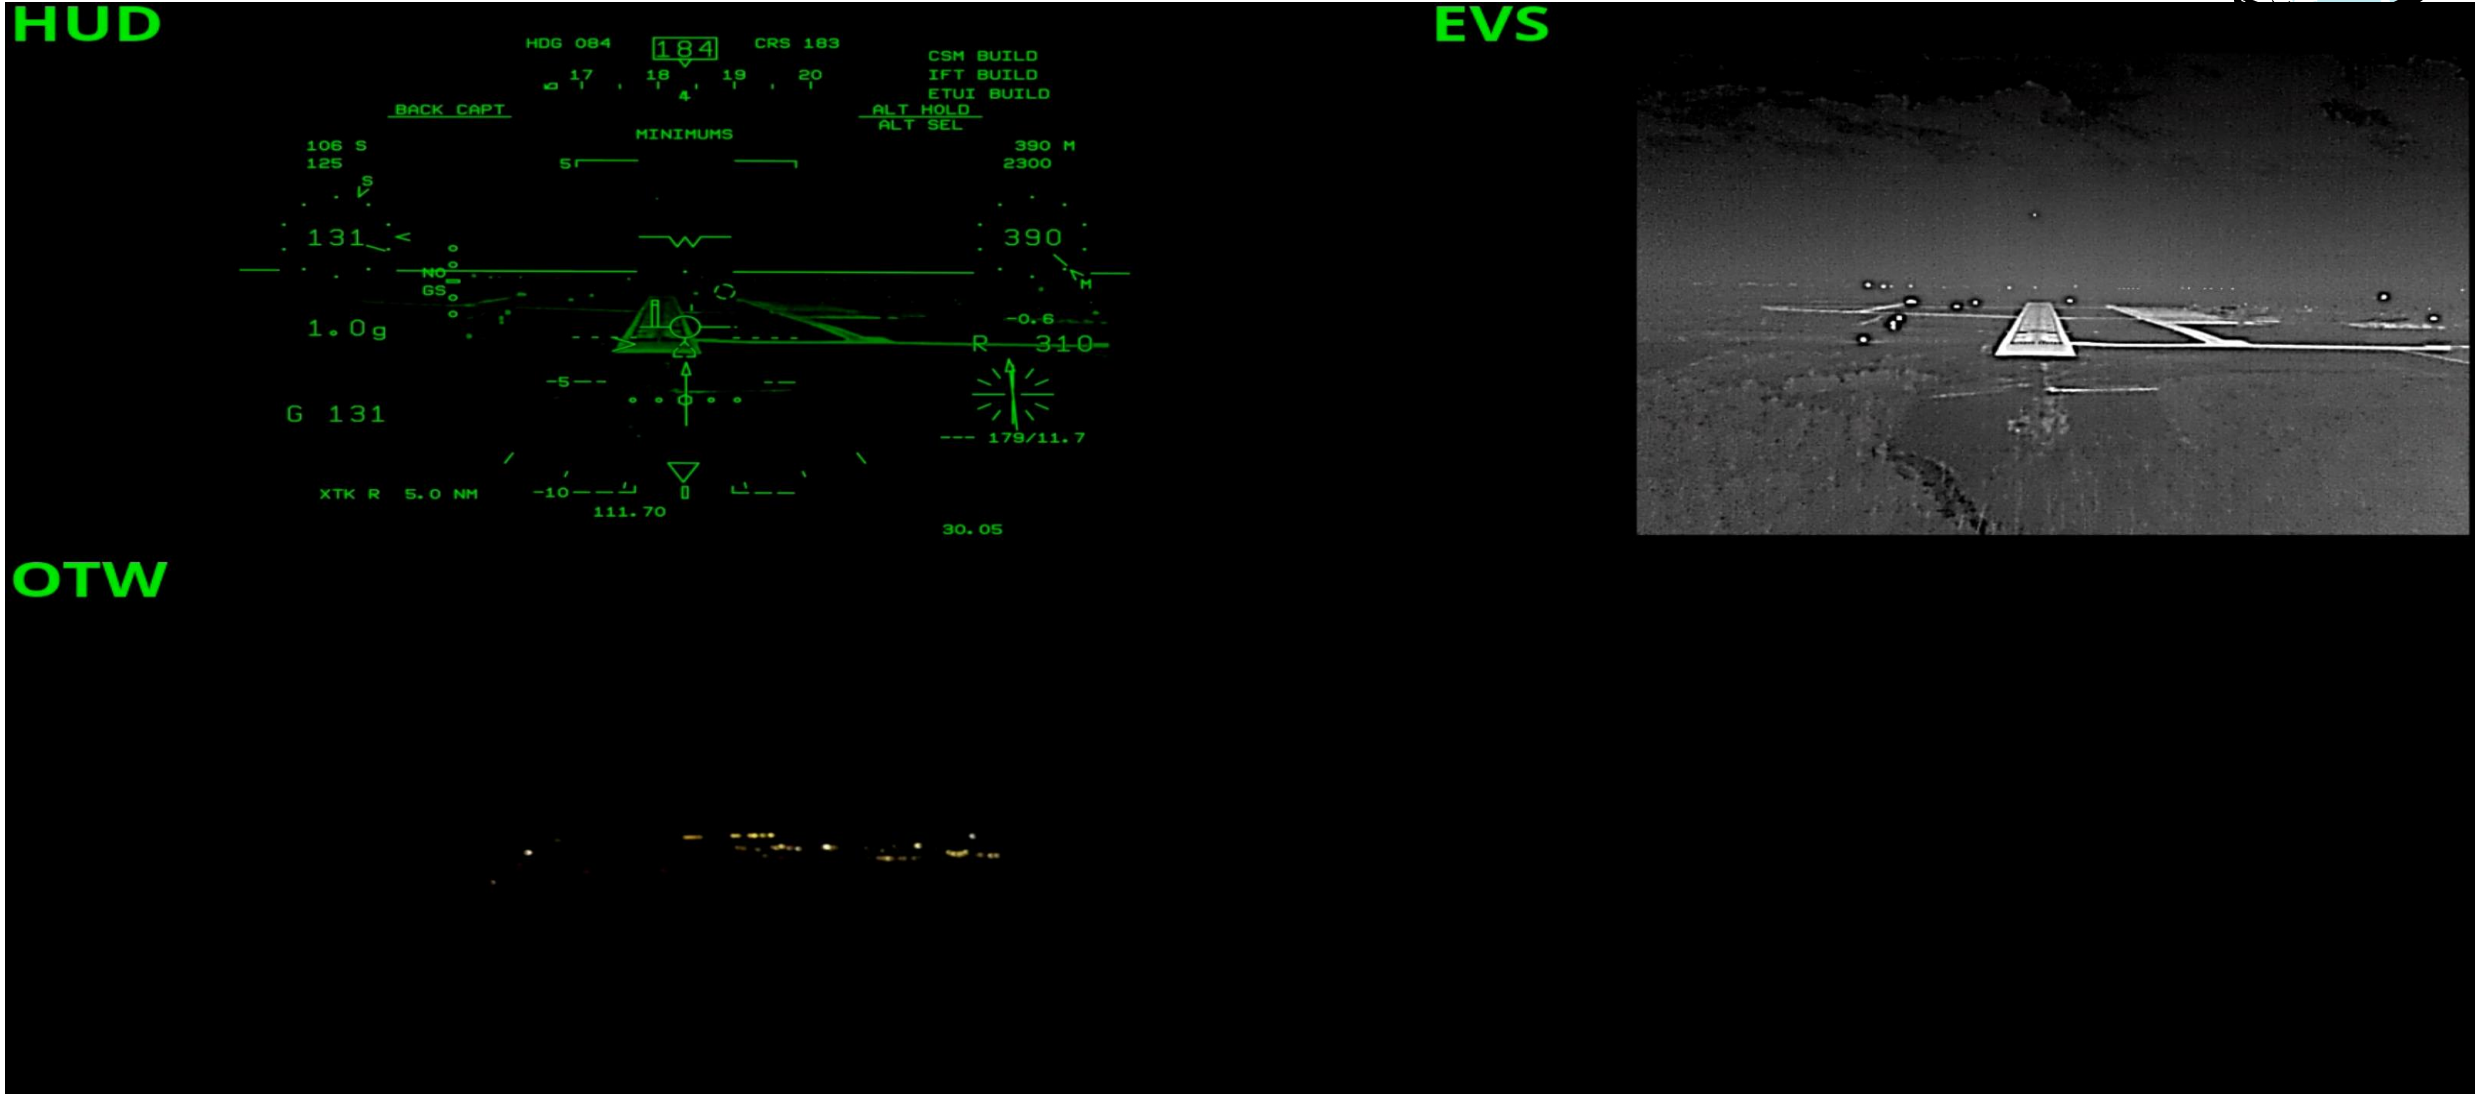 HUD
HDG 084
184
CRS 183
CSM BUILD
17 18 19 20
IFT BUILD
4
ETUI BUILD
BACK CAPT
ALT HOLD
ALT SEL
MINIMUMS
106 S
390 M
125
5
2300
S
131
390
NO
GS
M
1.0g
-0.6
R 310
-5
G 131
--- 179/11.7
XTK R 5.0 NM
-10
111.70
30.05
EVS
OTW